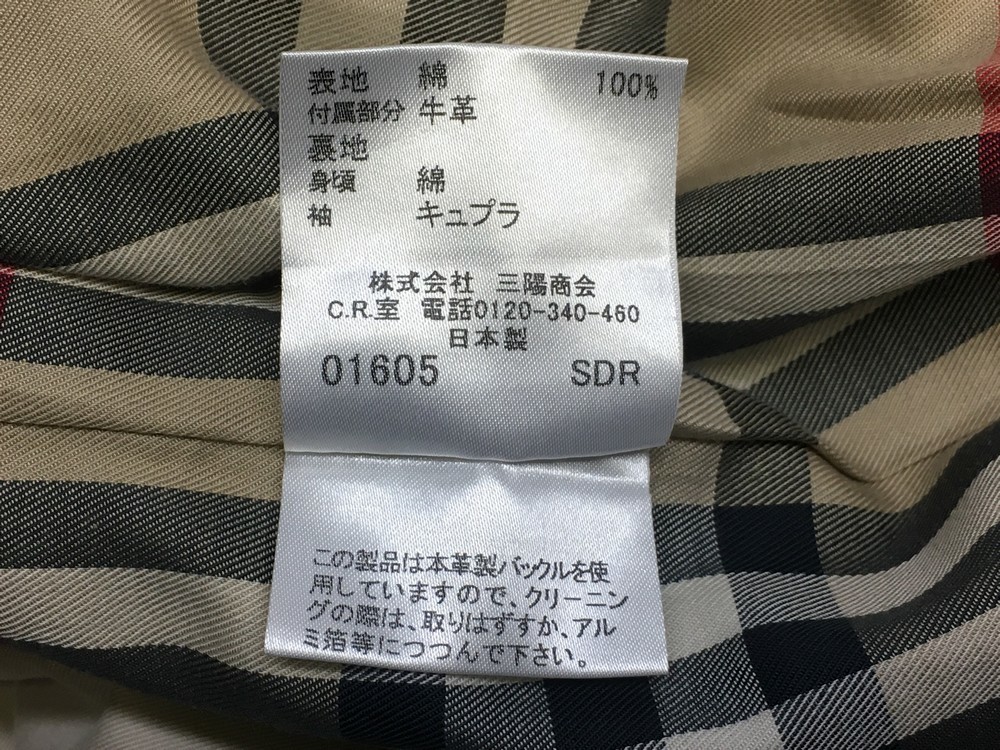 表地 綿 100%
付属部分 牛革
裏地
身頃 綿
袖 キュプラ
株式会社 三陽商会
C.R.室 電話0120-340-460
日本製
01605 SDR
この製品は本革製バックルを使
用していますので、クリーニン
グの際は、取りはずすか、アル
ミ箔等につつんで下さい。